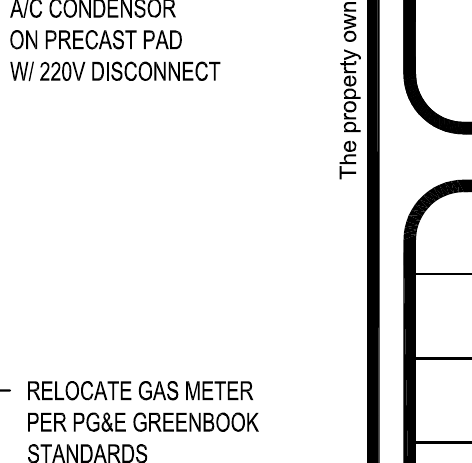 A/C CONDENSOR
ON PRECAST PAD
W/ 220V DISCONNECT
The property own
RELOCATE GAS METER
PER PG&E GREENBOOK
STANDARDS